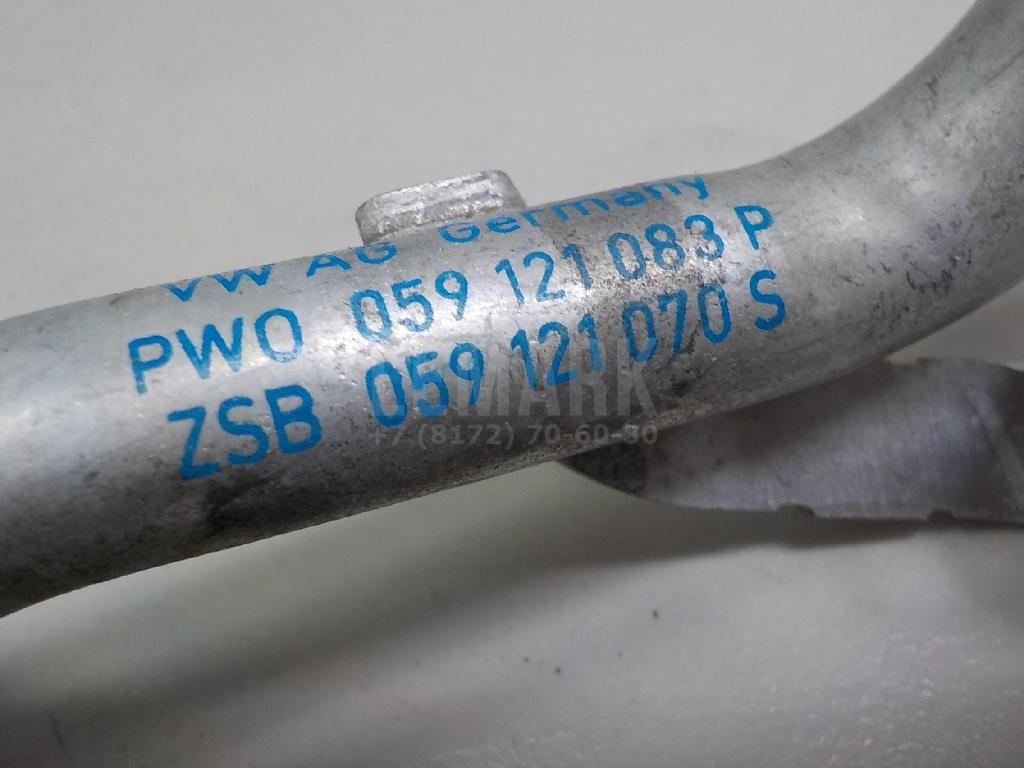 VW AG Germany
PWO 059 121 083 P
ZSB 059 121 070 S
MARK
+7 (8172) 70-60-30